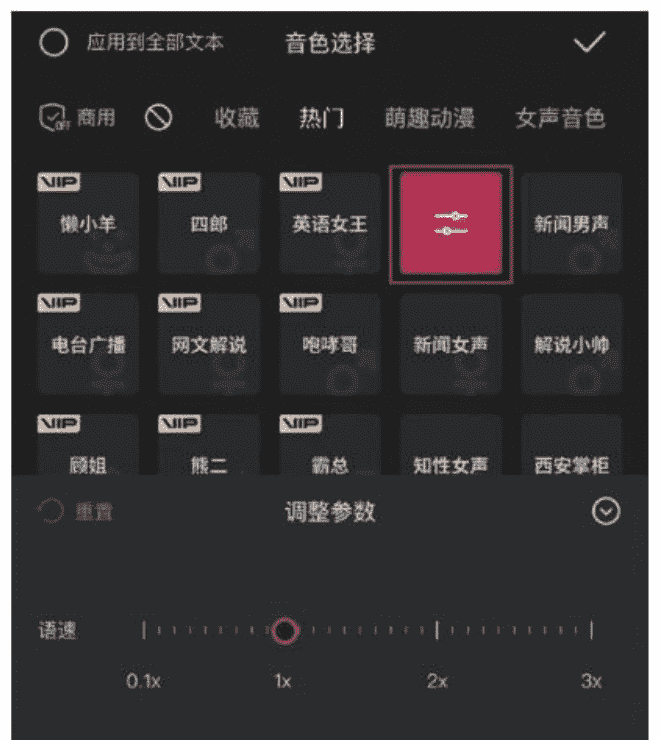 应用到全部文本 音色选择
OFF 商用 收藏 热门 萌趣动漫 女声音色
VIP VIP VIP
懒小羊 四郎 英语女王 新闻男声
VIP VIP VIP
电台广播 网文解说 咆哮哥 新闻女声 解说小帅
VIP VIP VIP
顾姐 熊二 霸总 知性女声 西安掌柜
重置 调整参数
语速
0.1x 1x 2x 3x